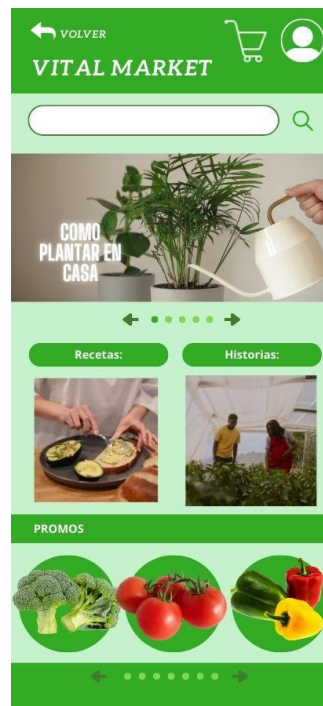 VOLVER
VITAL MARKET
COMO
PLANTAR EN
CASA
Recetas:
Historias:
PROMOS